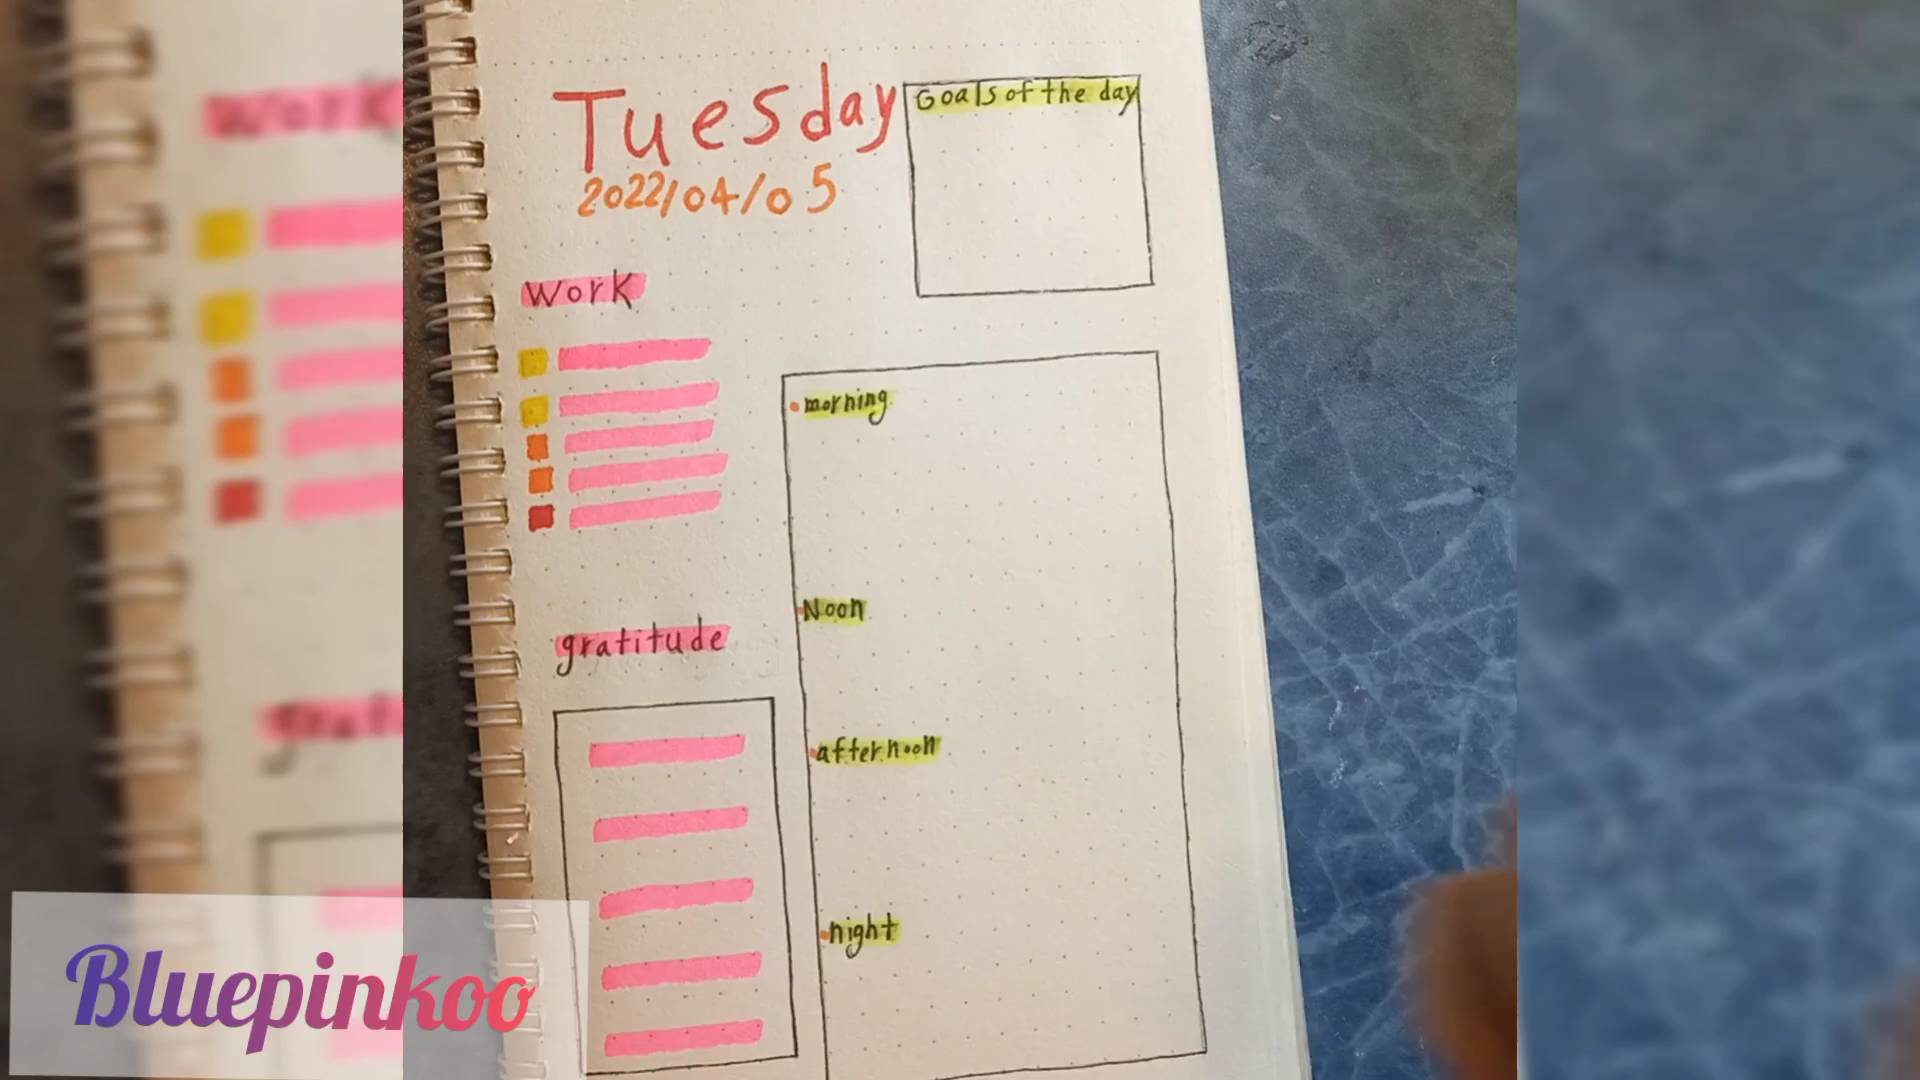 Tuesday
2022/04/05
Goals of the day
Work
morning
Noon
gratitude
afternoon
night
Bluepinkoo